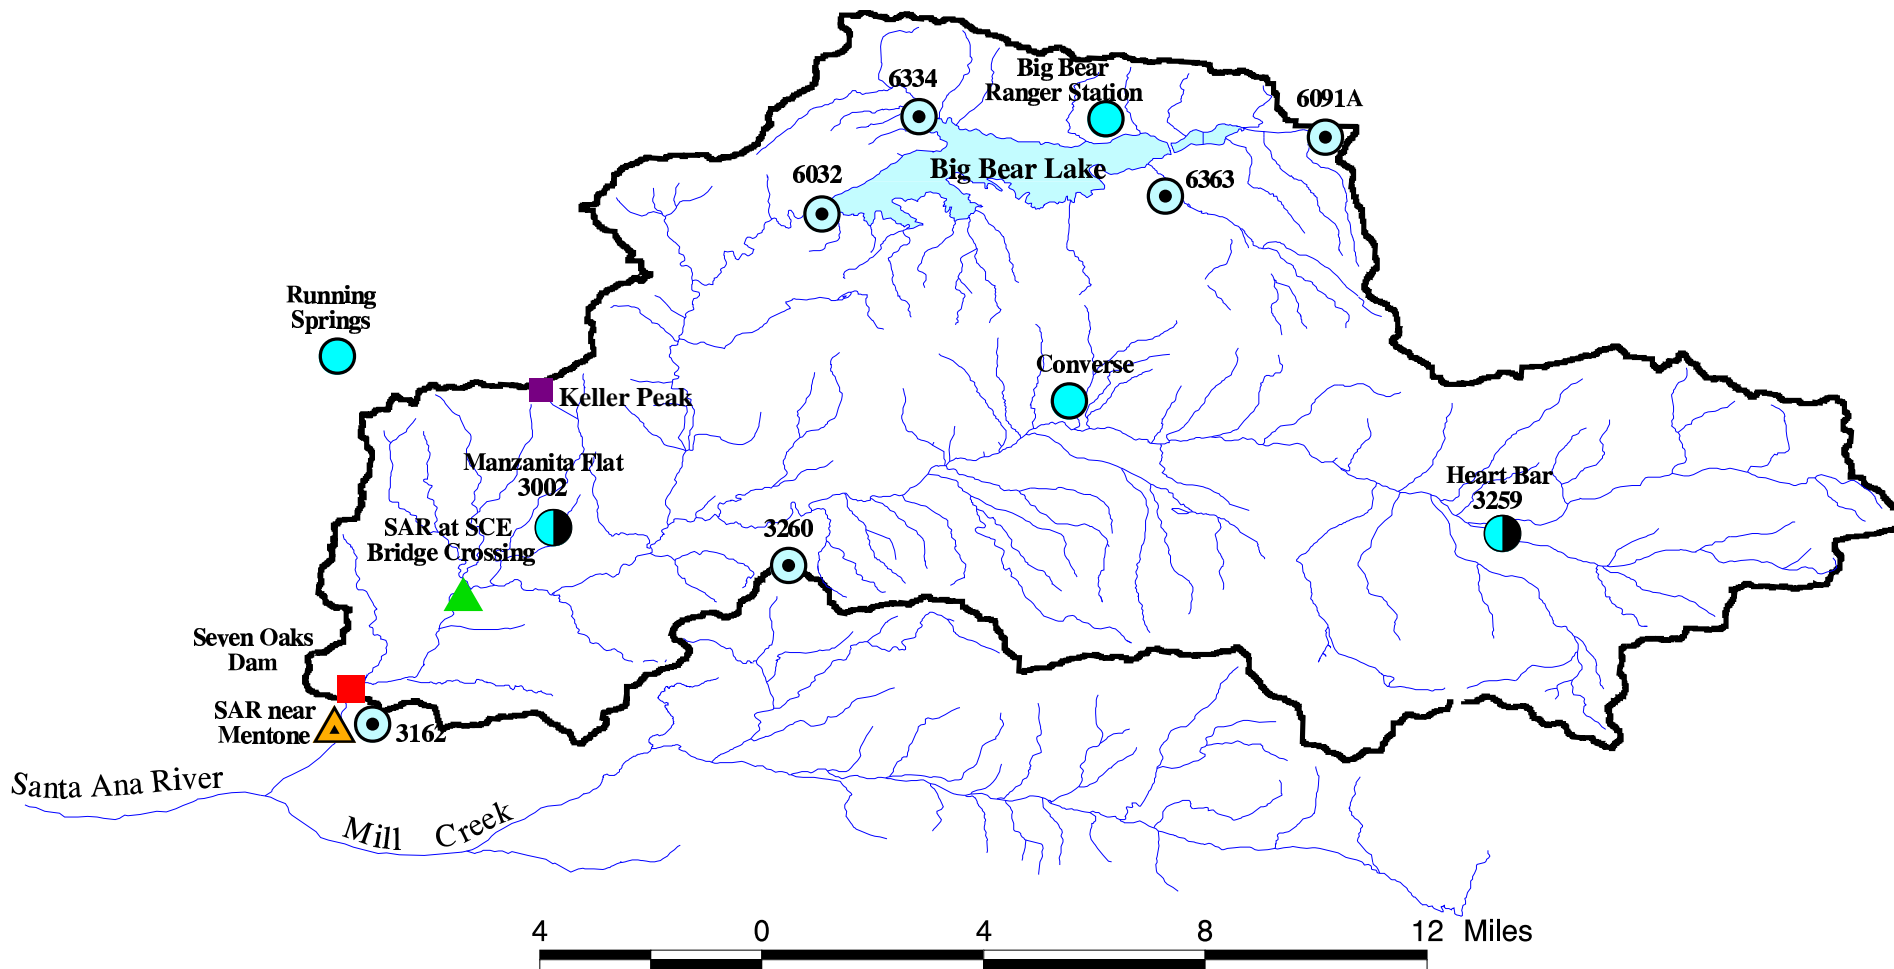 6334
Big Bear
Ranger Station
6091A
6032
Big Bear Lake
6363
Running
Springs
Converse
Keller Peak
Manzanita Flat
3002
Heart Bar
3259
SAR at SCE
Bridge Crossing
3260
Seven Oaks
Dam
SAR near
Mentone
3162
Santa Ana River
Mill Creek
4 0 4 8 12 Miles